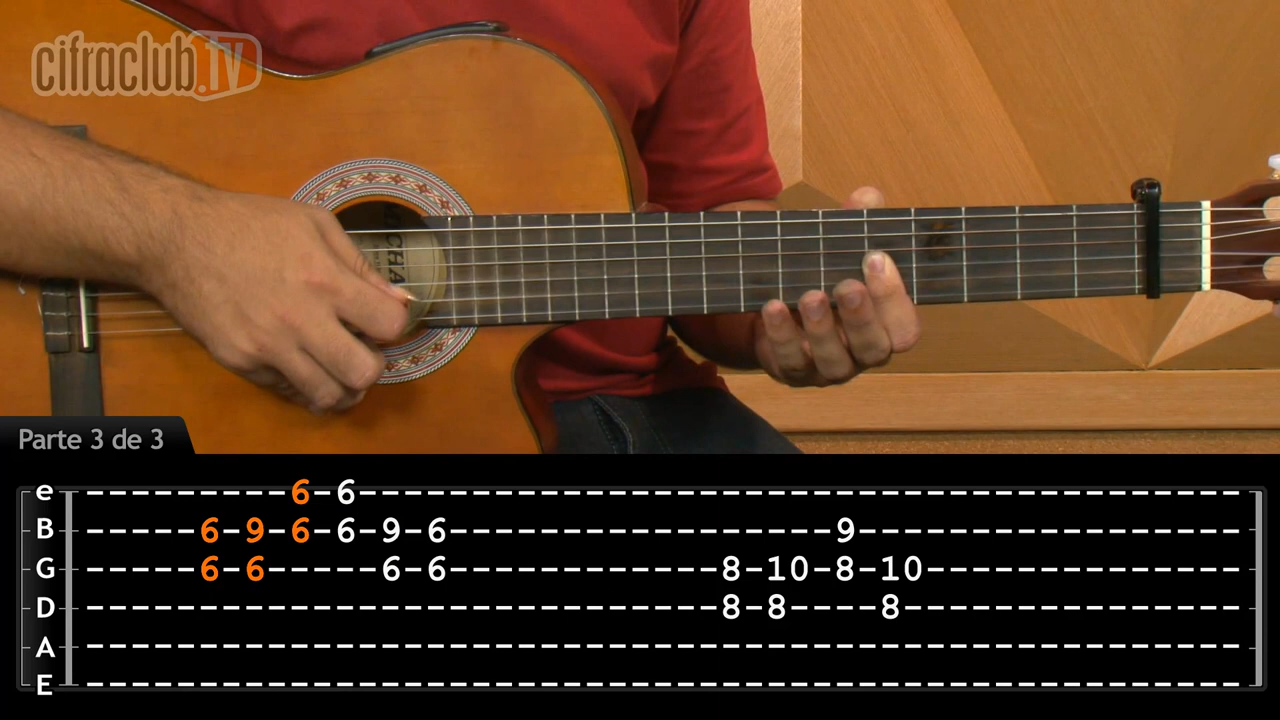 cifraclub.TV
Parte 3 de 3
e---------6-6-------------------
B-----6-9-6-6-9-6-----------------9-----------
G-----6-6-----6-6-------------8-10-8-10--------------
D-----------------------------8-8----8---------------
A-----------------------------------------------
E-----------------------------------------------